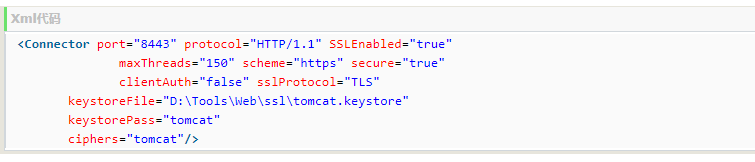 Xml代码
<Connector port="8443" protocol="HTTP/1.1" SSLEnabled="true"
maxThreads="150" scheme="https" secure="true"
clientAuth="false" sslProtocol="TLS"
keystoreFile="D:\Tools\Web\ssl\tomcat.keystore"
keystorePass="tomcat"
ciphers="tomcat"/>